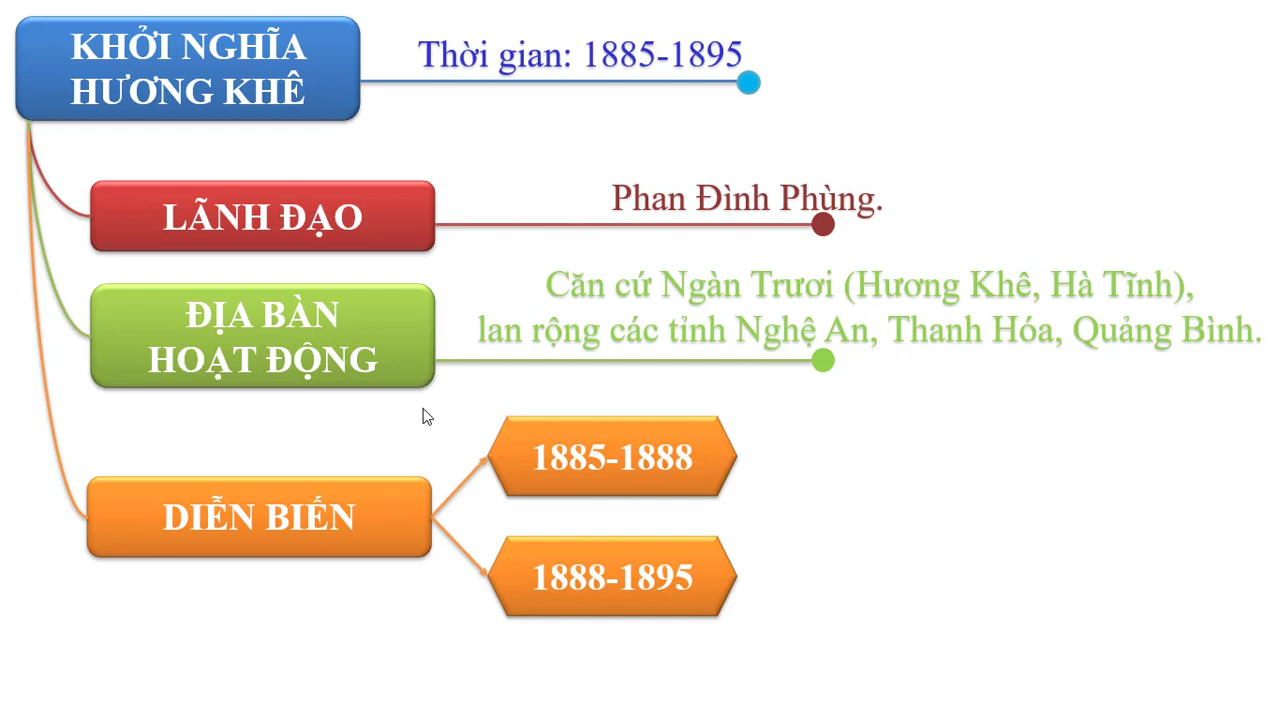 KHỞI NGHĨA
HƯƠNG KHÊ
Thời gian: 1885-1895
LÃNH ĐẠO
Phan Đình Phùng.
ĐỊA BÀN
HOẠT ĐỘNG
Căn cứ Ngàn Trươi (Hương Khê, Hà Tĩnh),
lan rộng các tỉnh Nghệ An, Thanh Hóa, Quảng Bình.
DIỄN BIẾN
1885-1888
1888-1895